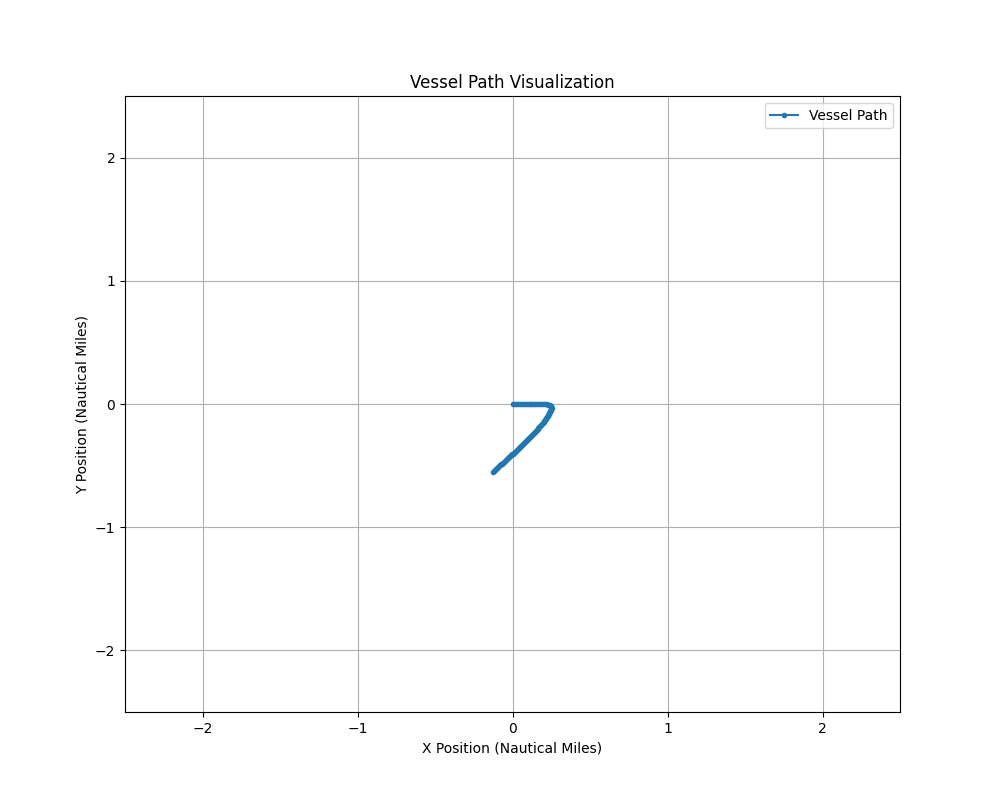 Vessel Path Visualization
Vessel Path
2
1
0
−1
−2
Y Position (Nautical Miles)
−2
−1
0
1
2
X Position (Nautical Miles)